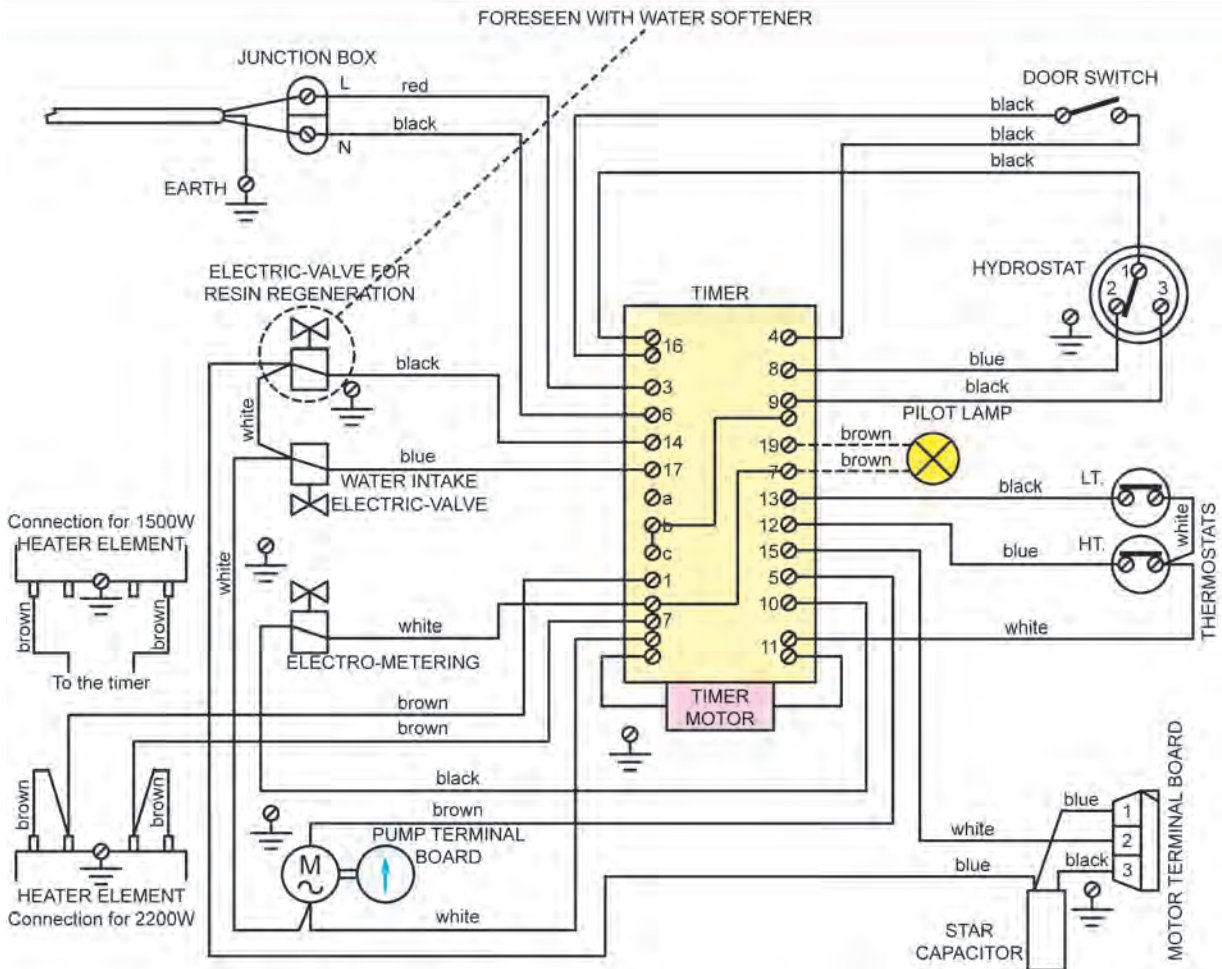 FORESEEN WITH WATER SOFTENER
JUNCTION BOX
L
red
black
N
EARTH
DOOR SWITCH
black
black
black
ELECTRIC-VALVE FOR
RESIN REGENERATION
black
white
blue
WATER INTAKE
ELECTRIC-VALVE
white
white
ELECTRO-METERING
Connection for 1500W
HEATER ELEMENT
brown
brown
To the timer
brown
brown
brown
brown
HEATER ELEMENT
Connection for 2200W
TIMER
16
3
6
14
17
a
b
c
1
7
4
8
9
19
7
13
12
15
5
10
11
TIMER
MOTOR
HYDROSTAT
1
2
3
blue
black
PILOT LAMP
brown
brown
black
LT.
white
blue
HT.
THERMOSTATS
white
black
brown
PUMP TERMINAL
BOARD
M
white
blue
1
white
2
blue
black
3
MOTOR TERMINAL BOARD
STAR
CAPACITOR